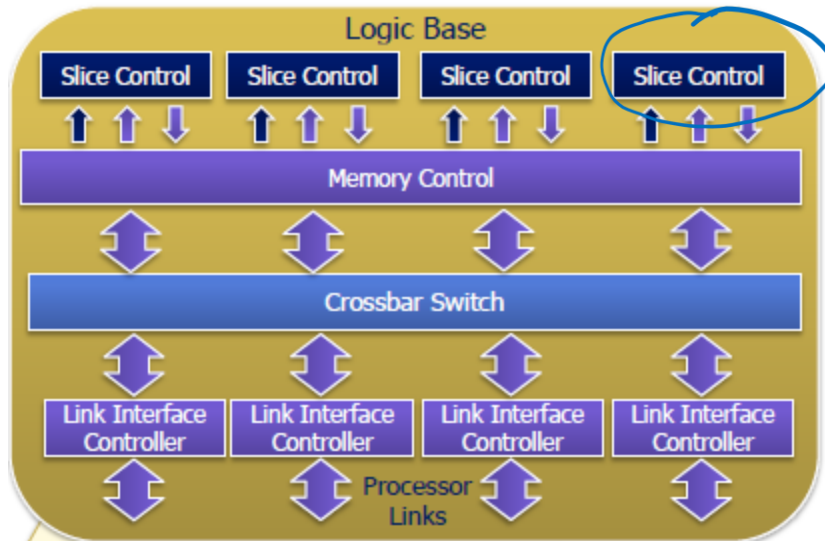 Logic Base
Slice Control
Slice Control
Slice Control
Slice Control
Memory Control
Crossbar Switch
Link Interface
Controller
Link Interface
Controller
Link Interface
Controller
Link Interface
Controller
Processor
Links